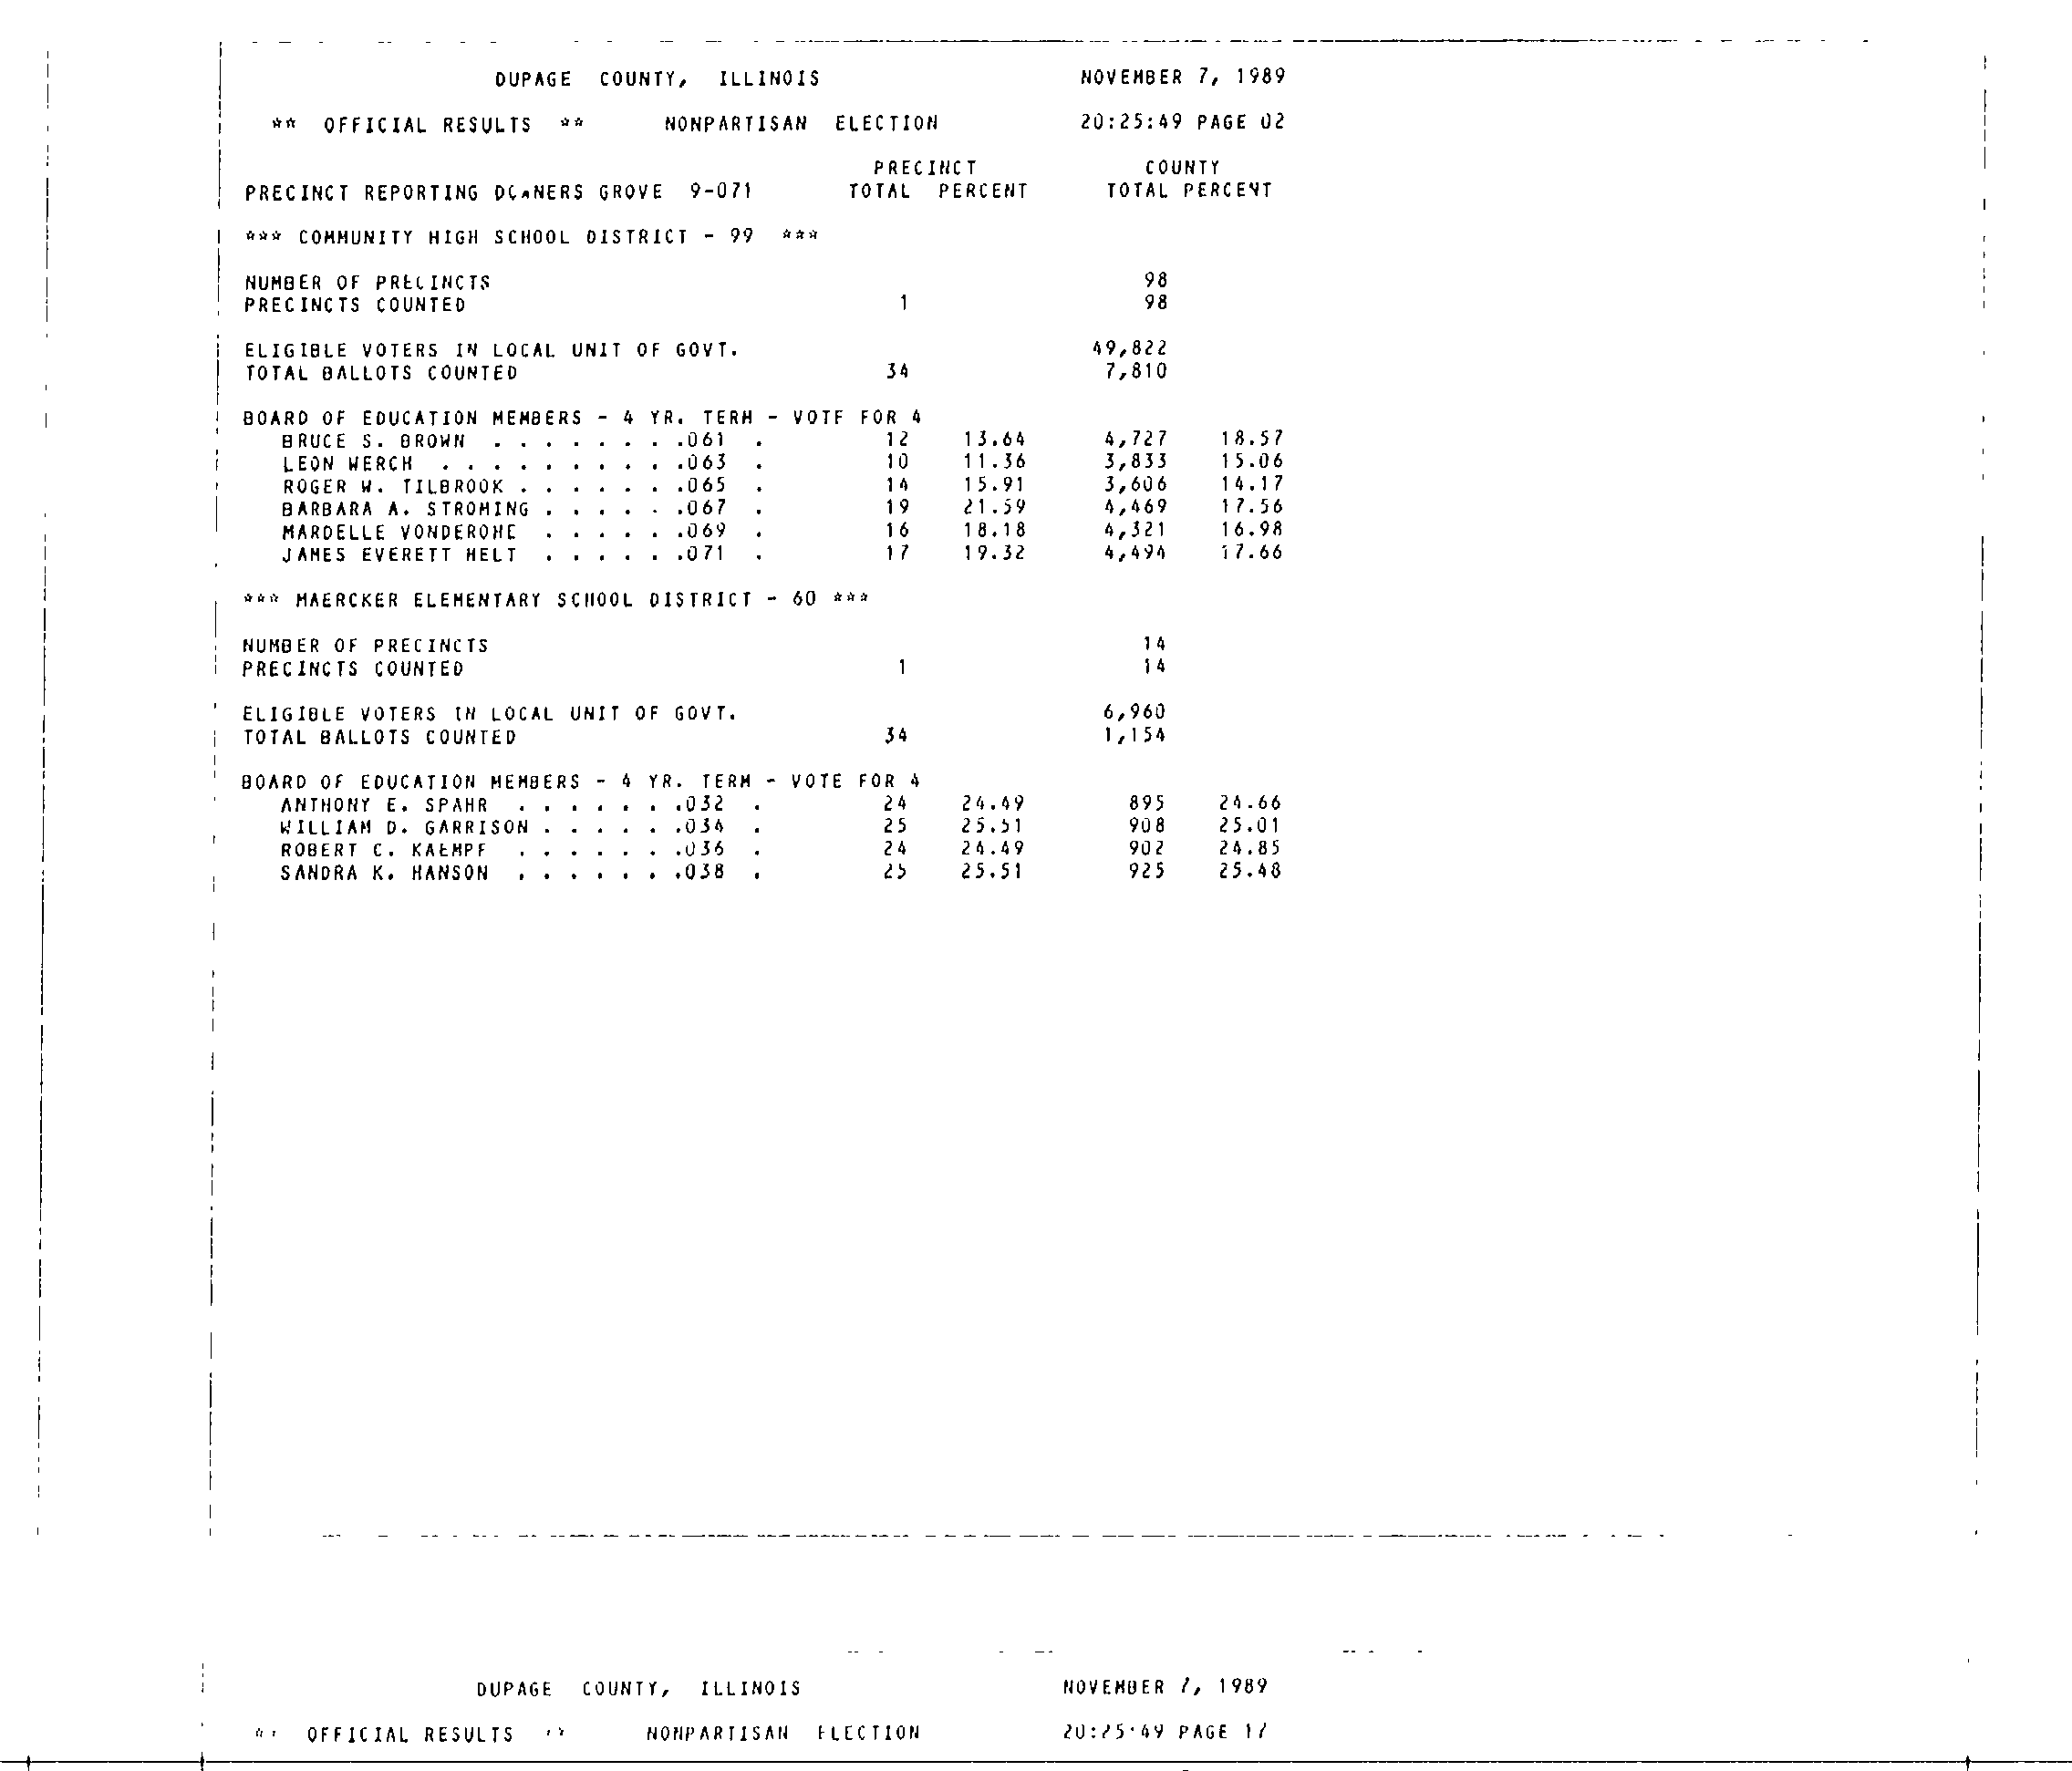 DUPAGE COUNTY, ILLINOIS NOVEMBER 7, 1989
** OFFICIAL RESULTS ** NONPARTISAN ELECTION 20:25:49 PAGE 02
PRECINCT COUNTY
PRECINCT REPORTING DOWNERS GROVE 9-071 TOTAL PERCENT TOTAL PERCENT
*** COMMUNITY HIGH SCHOOL DISTRICT - 99 ***
NUMBER OF PRECINCTS 98
PRECINCTS COUNTED 1 98
ELIGIBLE VOTERS IN LOCAL UNIT OF GOVT. 49,822
TOTAL BALLOTS COUNTED 34 7,810
BOARD OF EDUCATION MEMBERS - 4 YR. TERM - VOTE FOR 4
BRUCE S. BROWN . . . . . . . .061 . 12 13.64 4,727 18.57
LEON WERCH . . . . . . . . . .063 . 10 11.36 3,833 15.06
ROGER W. TILBROOK . . . . . . .065 . 14 15.91 3,606 14.17
BARBARA A. STROMING . . . . . .067 . 19 21.59 4,469 17.56
MARDELLE VONDEROHE . . . . . .069 . 16 18.18 4,321 16.98
JAMES EVERETT HELT . . . . . .071 . 17 19.32 4,494 17.66
*** MAERCKER ELEMENTARY SCHOOL DISTRICT - 60 ***
NUMBER OF PRECINCTS 14
PRECINCTS COUNTED 1 14
ELIGIBLE VOTERS IN LOCAL UNIT OF GOVT. 6,960
TOTAL BALLOTS COUNTED 34 1,154
BOARD OF EDUCATION MEMBERS - 4 YR. TERM - VOTE FOR 4
ANTHONY E. SPAHR . . . . . . .032 . 24 24.49 895 24.66
WILLIAM D. GARRISON . . . . . .034 . 25 25.51 908 25.01
ROBERT C. KAEMPF . . . . . . .036 . 24 24.49 902 24.85
SANDRA K. HANSON . . . . . . .038 . 25 25.51 925 25.48
DUPAGE COUNTY, ILLINOIS NOVEMBER 7, 1989
** OFFICIAL RESULTS ** NONPARTISAN ELECTION 20:25:49 PAGE 17